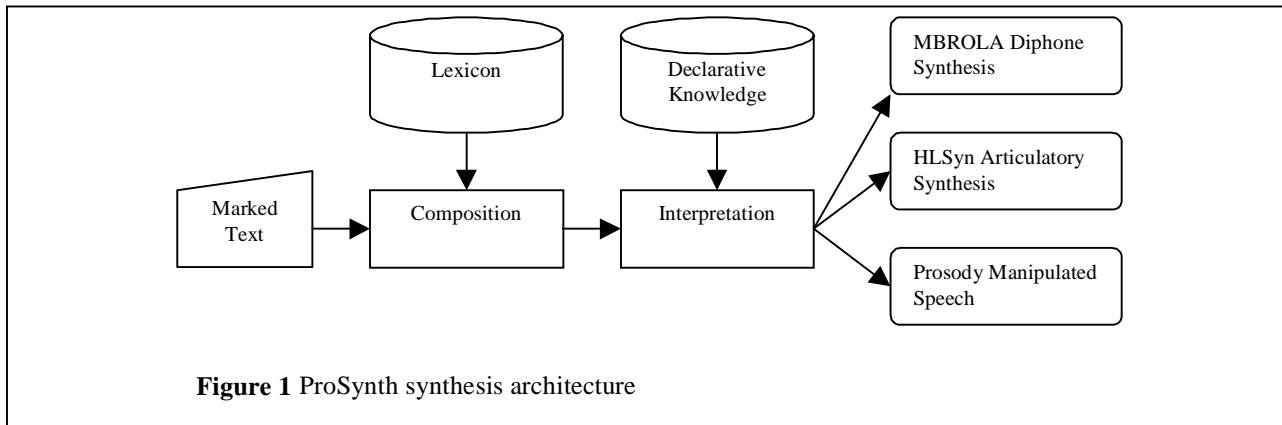 Lexicon
Declarative
Knowledge
MBROLA Diphone
Synthesis
HLSyn Articulatory
Synthesis
Marked
Text
Composition
Interpretation
Prosody Manipulated
Speech
Figure 1 ProSynth synthesis architecture